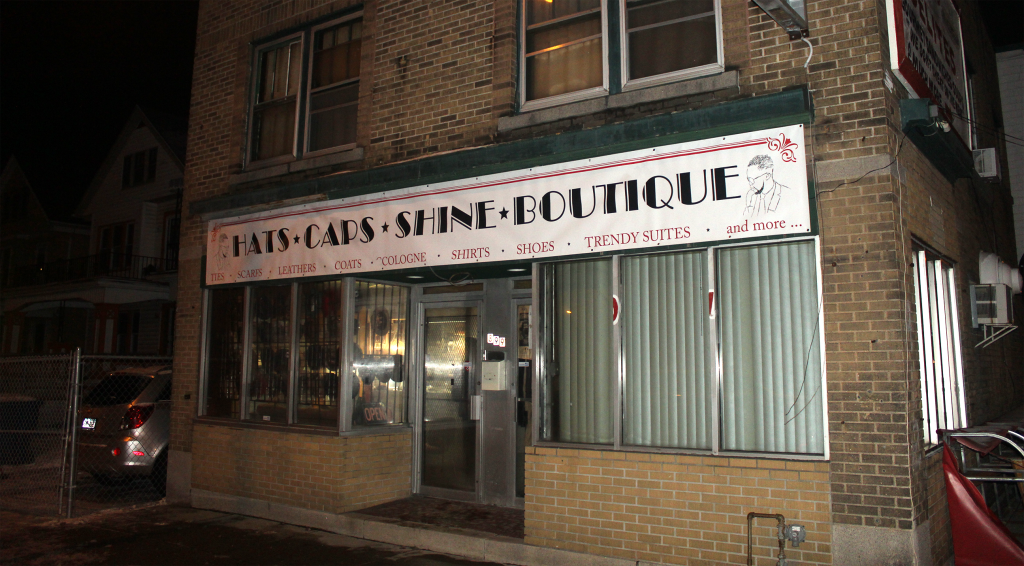 HATS ★ CAPS ★ SHINE ★ BOUTIQUE
TIES · SCARFS · LEATHERS · COATS · COLOGNE · SHIRTS · SHOES · TRENDY SUITES · and more ...
OPEN